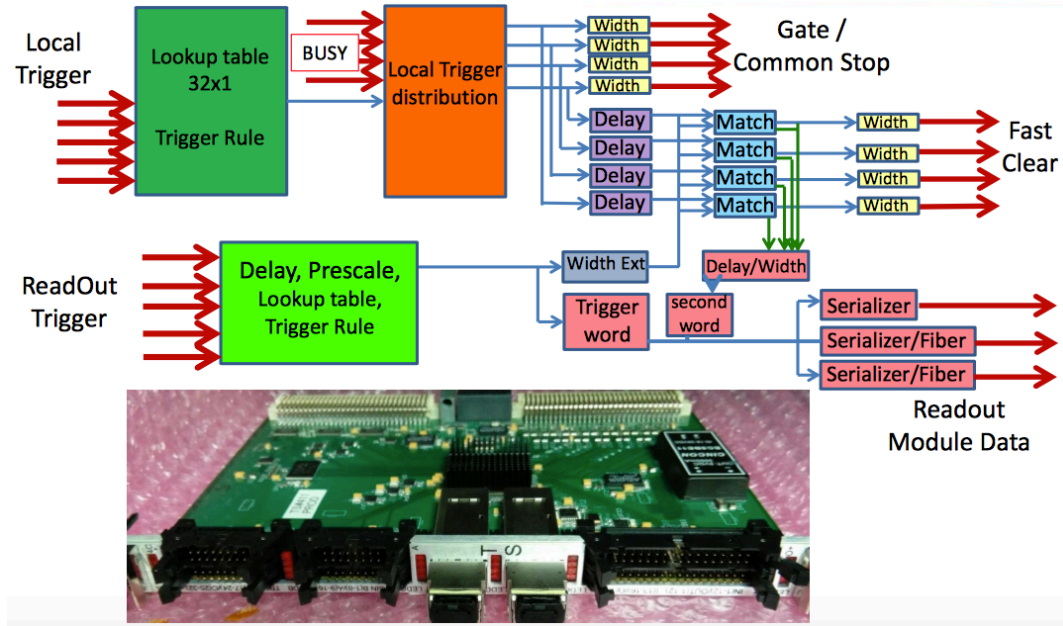 Local
Trigger
Lookup table
32x1
Trigger Rule
BUSY
Local Trigger
distribution
Width
Width
Width
Width
Gate /
Common Stop
Delay
Delay
Delay
Delay
Match
Match
Match
Match
Width
Width
Width
Width
Fast
Clear
ReadOut
Trigger
Delay, Prescale,
Lookup table,
Trigger Rule
Width Ext
Delay/Width
Trigger
word
second
word
Serializer
Serializer/Fiber
Serializer/Fiber
Readout
Module Data
CINCON
T S